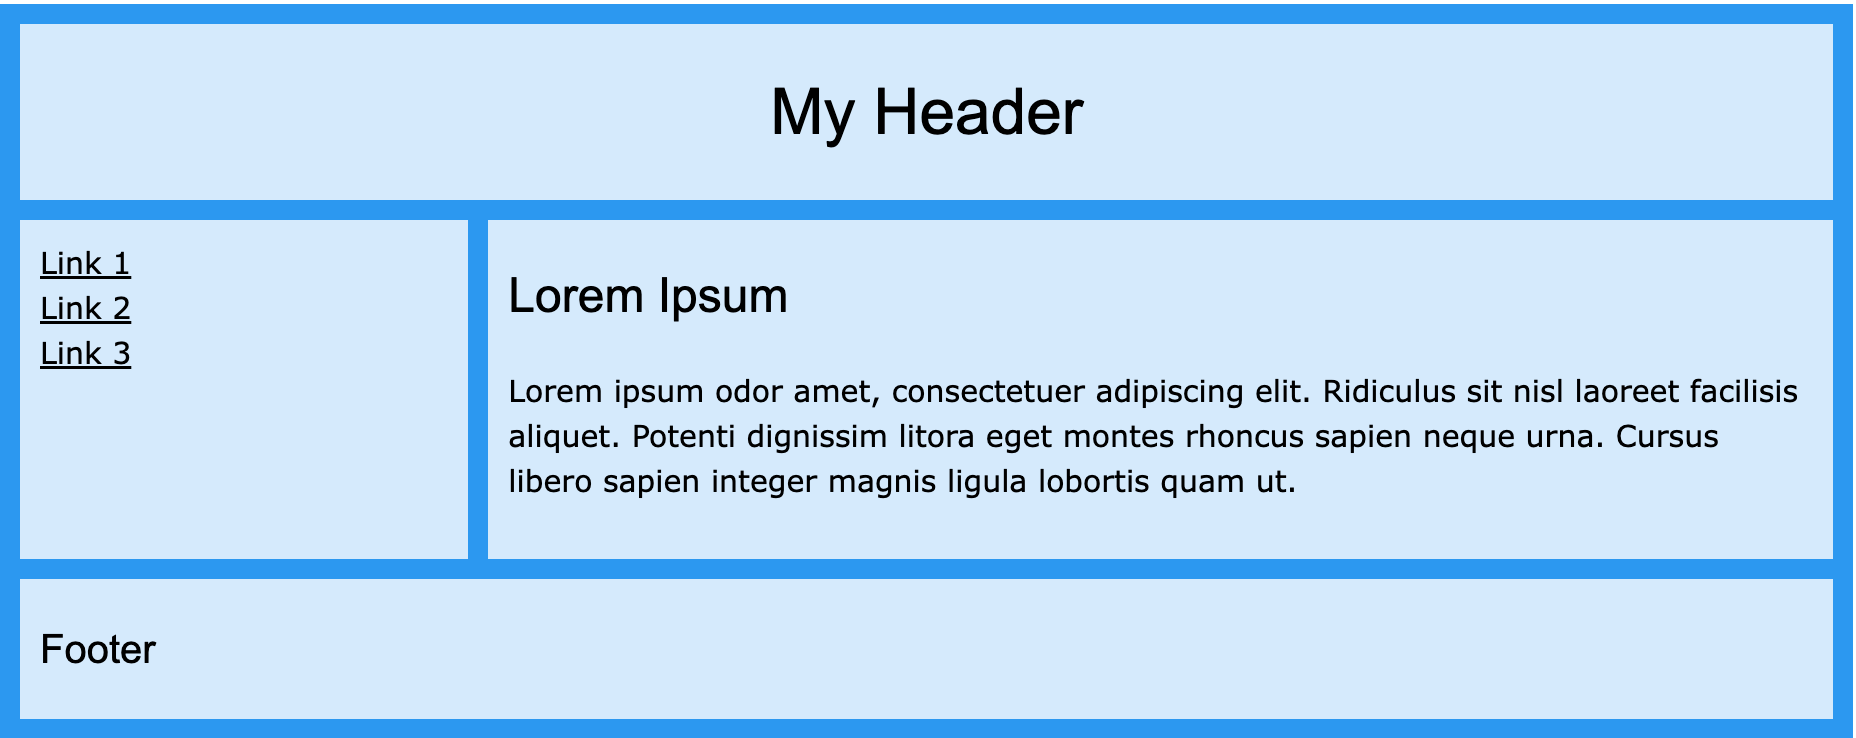 My Header
Link 1
Link 2
Link 3
Lorem Ipsum
Lorem ipsum odor amet, consectetuer adipiscing elit. Ridiculus sit nisl laoreet facilisis
aliquet. Potenti dignissim litora eget montes rhoncus sapien neque urna. Cursus
libero sapien integer magnis ligula lobortis quam ut.
Footer